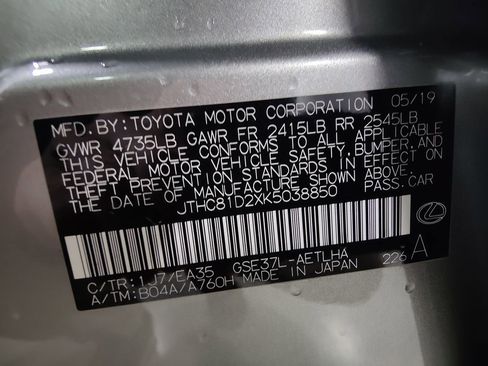 MFD.BY:TOYOTA MOTOR CORPORATION 05/19
GVWR 4735LB GAWR FR 2415LB RR 2545LB
THIS VEHICLE CONFORMS TO ALL APPLICABLE
FEDERAL MOTOR VEHICLE SAFETY,BUMPER,AND
THEFT PREVENTION STANDARDS IN EFFECT ON
THE DATE OF MANUFACTURE SHOWN ABOVE.
JTHC81D2XK5038850 PASS.CAR
C/TR:1J7/EA35 GSE37L-AETLHA
A/TM:B04A/A760H MADE IN JAPAN 226 A